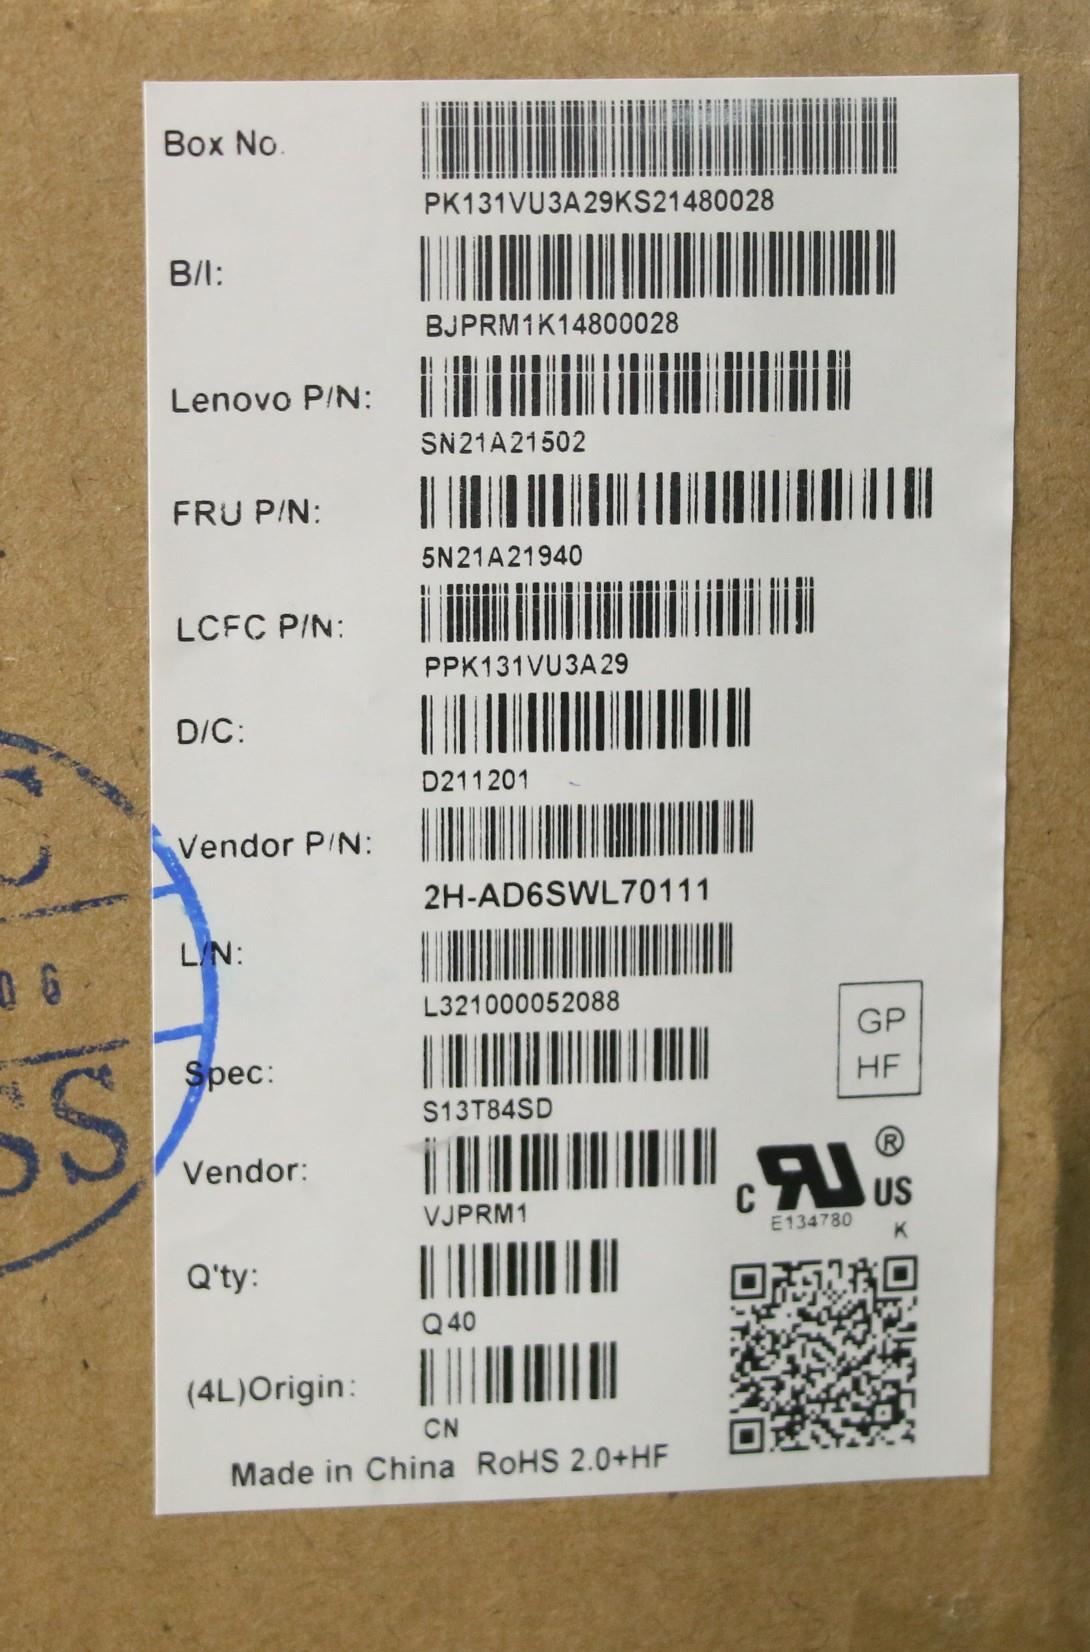 Box No.
PK131VU3A29KS21480028
B/I:
BJPRM1K14800028
Lenovo P/N:
SN21A21502
FRU P/N:
5N21A21940
LCFC P/N:
PPK131VU3A29
D/C:
D211201
Vendor P/N:
2H-AD6SWL70111
L/N:
L321000052088
Spec:
S13T84SD
Vendor:
VJPRM1
Q'ty:
Q40
(4L)Origin:
CN
Made in China RoHS 2.0+HF
GP
HF
®
C RU US
E134780
K